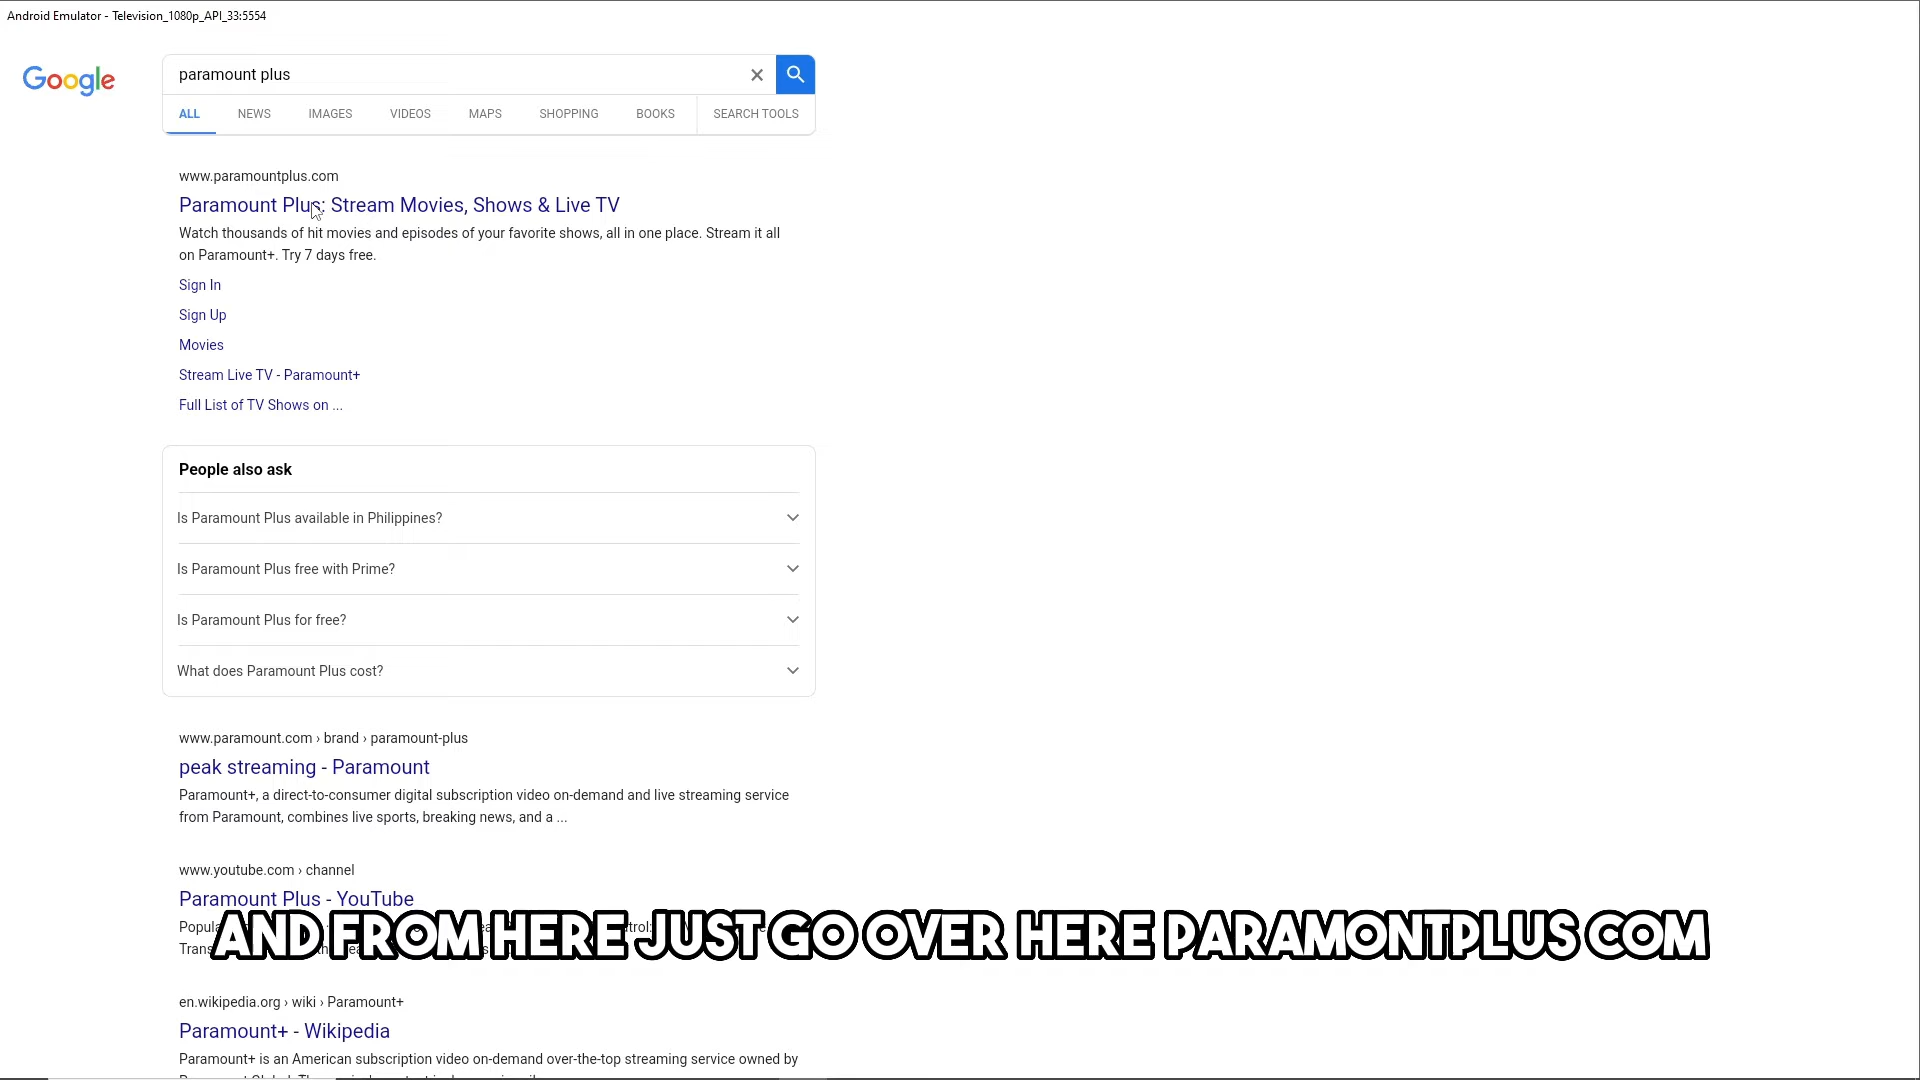 Android Emulator - Television_1080p_API_33:5554
Google
paramount plus
ALL NEWS IMAGES VIDEOS MAPS SHOPPING BOOKS SEARCH TOOLS
www.paramountplus.com
Paramount Plus: Stream Movies, Shows & Live TV
Watch thousands of hit movies and episodes of your favorite shows, all in one place. Stream it all
on Paramount+. Try 7 days free.
Sign In
Sign Up
Movies
Stream Live TV - Paramount+
Full List of TV Shows on ...
People also ask
Is Paramount Plus available in Philippines?
Is Paramount Plus free with Prime?
Is Paramount Plus for free?
What does Paramount Plus cost?
www.paramount.com › brand › paramount-plus
peak streaming - Paramount
Paramount+, a direct-to-consumer digital subscription video on-demand and live streaming service
from Paramount, combines live sports, breaking news, and a ...
www.youtube.com › channel
Paramount Plus - YouTube
AND FROM HERE JUST GO OVER HERE PARAMONTPLUS COM
en.wikipedia.org › wiki › Paramount+
Paramount+ - Wikipedia
Paramount+ is an American subscription video on-demand over-the-top streaming service owned by